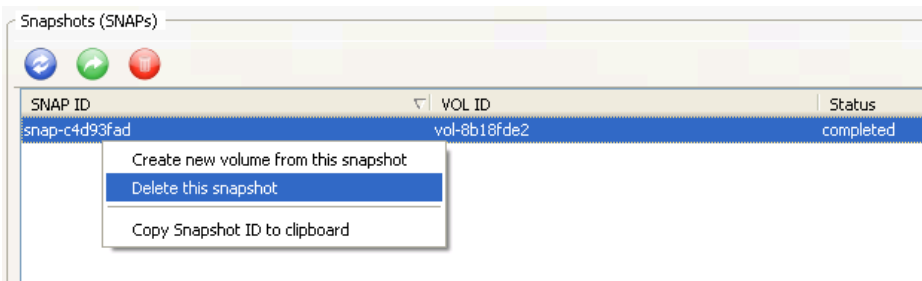 Snapshots (SNAPs)
SNAP ID VOL ID Status
snap-c4d93fad vol-8b18fde2 completed
Create new volume from this snapshot
Delete this snapshot
Copy Snapshot ID to clipboard